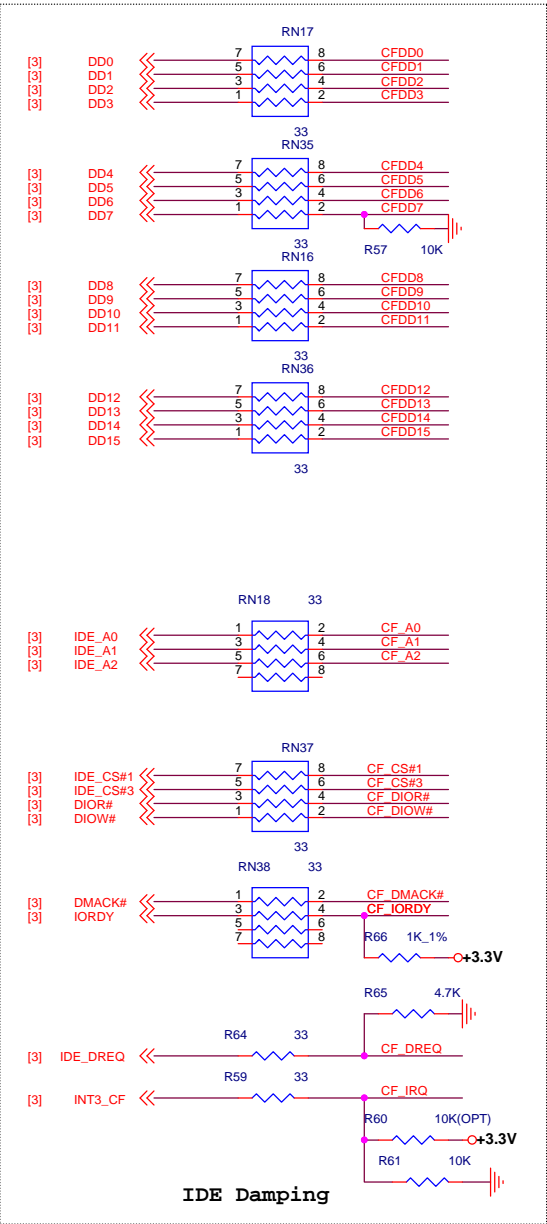 RN17
[3] DD0 7 8 CFDD0
[3] DD1 5 6 CFDD1
[3] DD2 3 4 CFDD2
[3] DD3 1 2 CFDD3
33
RN35
[3] DD4 7 8 CFDD4
[3] DD5 5 6 CFDD5
[3] DD6 3 4 CFDD6
[3] DD7 1 2 CFDD7
R57 10K
33
RN16
[3] DD8 7 8 CFDD8
[3] DD9 5 6 CFDD9
[3] DD10 3 4 CFDD10
[3] DD11 1 2 CFDD11
33
RN36
[3] DD12 7 8 CFDD12
[3] DD13 5 6 CFDD13
[3] DD14 3 4 CFDD14
[3] DD15 1 2 CFDD15
33
RN18 33
[3] IDE_A0 1 2 CF_A0
[3] IDE_A1 3 4 CF_A1
[3] IDE_A2 5 6 CF_A2
7 8
RN37
[3] IDE_CS#1 7 8 CF_CS#1
[3] IDE_CS#3 5 6 CF_CS#3
[3] DIOR# 3 4 CF_DIOR#
[3] DIOW# 1 2 CF_DIOW#
33
RN38 33
[3] DMACK# 1 2 CF_DMACK#
[3] IORDY 3 4 CF_IORDY
5 6
7 8
R66 1K_1%
+3.3V
R65 4.7K
R64 33
[3] IDE_DREQ CF_DREQ
R59 33
[3] INT3_CF CF_IRQ
R60 10K(OPT)
+3.3V
R61 10K
IDE Damping